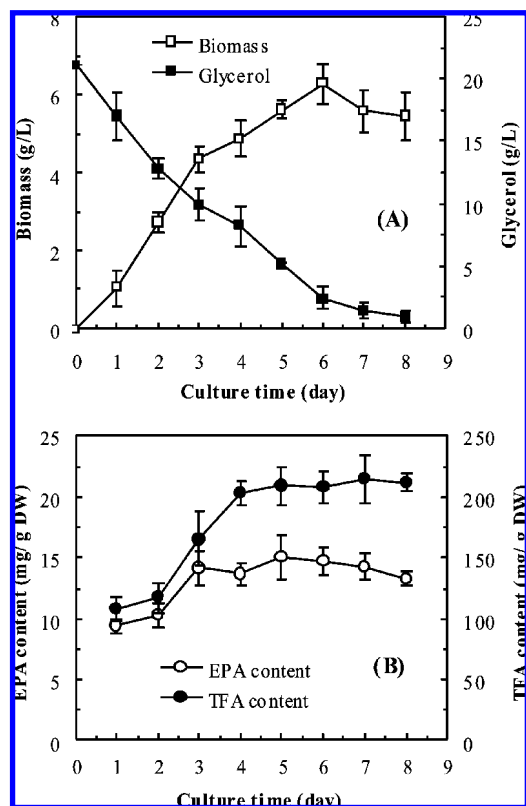 8
25
Biomass
Glycerol
6
20
15
4
(A)
10
2
5
0
0
0 1 2 3 4 5 6 7 8 9
Biomass (g/L)
Glycerol (g/L)
Culture time (day)
25
250
20
200
15
150
10
100
EPA content
(B)
TFA content
5
50
0
0
0 1 2 3 4 5 6 7 8 9
EPA content (mg/ g DW)
TFA content (mg/ g DW)
Culture time (day)